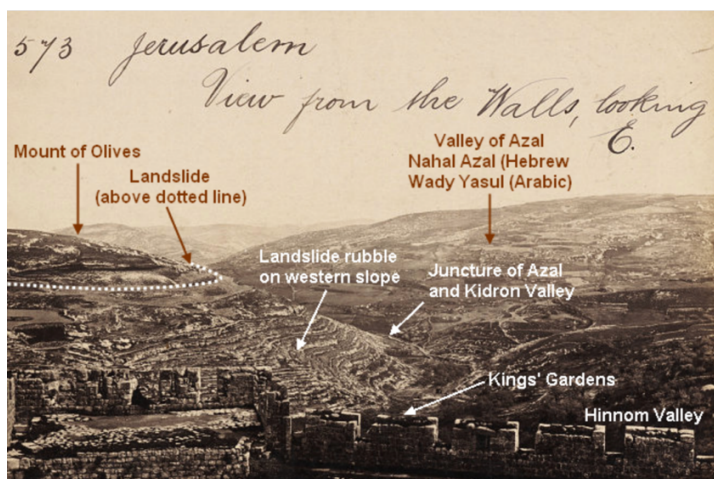 573 Jerusalem
View from the Walls, looking
E.
Mount of Olives
Landslide
(above dotted line)
Valley of Azal
Nahal Azal (Hebrew
Wady Yasul (Arabic)
Landslide rubble
on western slope
Juncture of Azal
and Kidron Valley
Kings' Gardens
Hinnom Valley